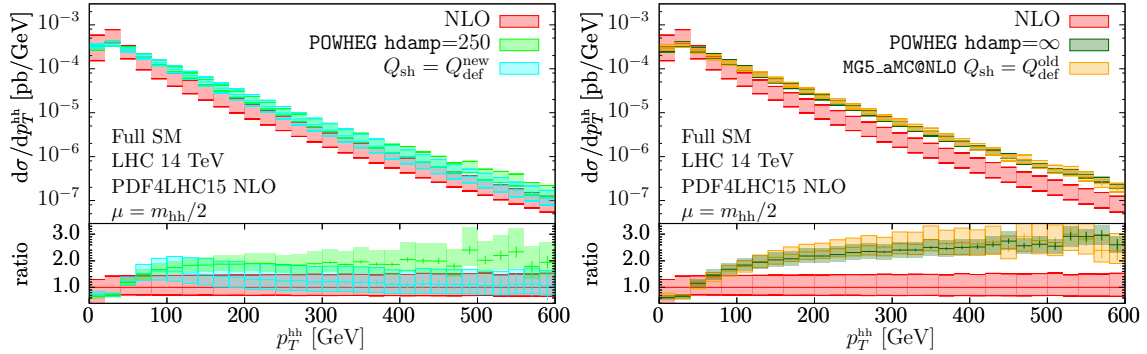 dσ/dp_T^hh [pb/GeV]
10⁻³
10⁻⁴
10⁻⁵
10⁻⁶
10⁻⁷
NLO
POWHEG hdamp=250
Q_sh = Q_def^new
Full SM
LHC 14 TeV
PDF4LHC15 NLO
μ = m_hh/2
ratio
3.0
2.0
1.0
0 100 200 300 400 500 600
p_T^hh [GeV]
dσ/dp_T^hh [pb/GeV]
10⁻³
10⁻⁴
10⁻⁵
10⁻⁶
10⁻⁷
NLO
POWHEG hdamp=∞
MG5_aMC@NLO Q_sh = Q_def^old
Full SM
LHC 14 TeV
PDF4LHC15 NLO
μ = m_hh/2
ratio
3.0
2.0
1.0
0 100 200 300 400 500 600
p_T^hh [GeV]